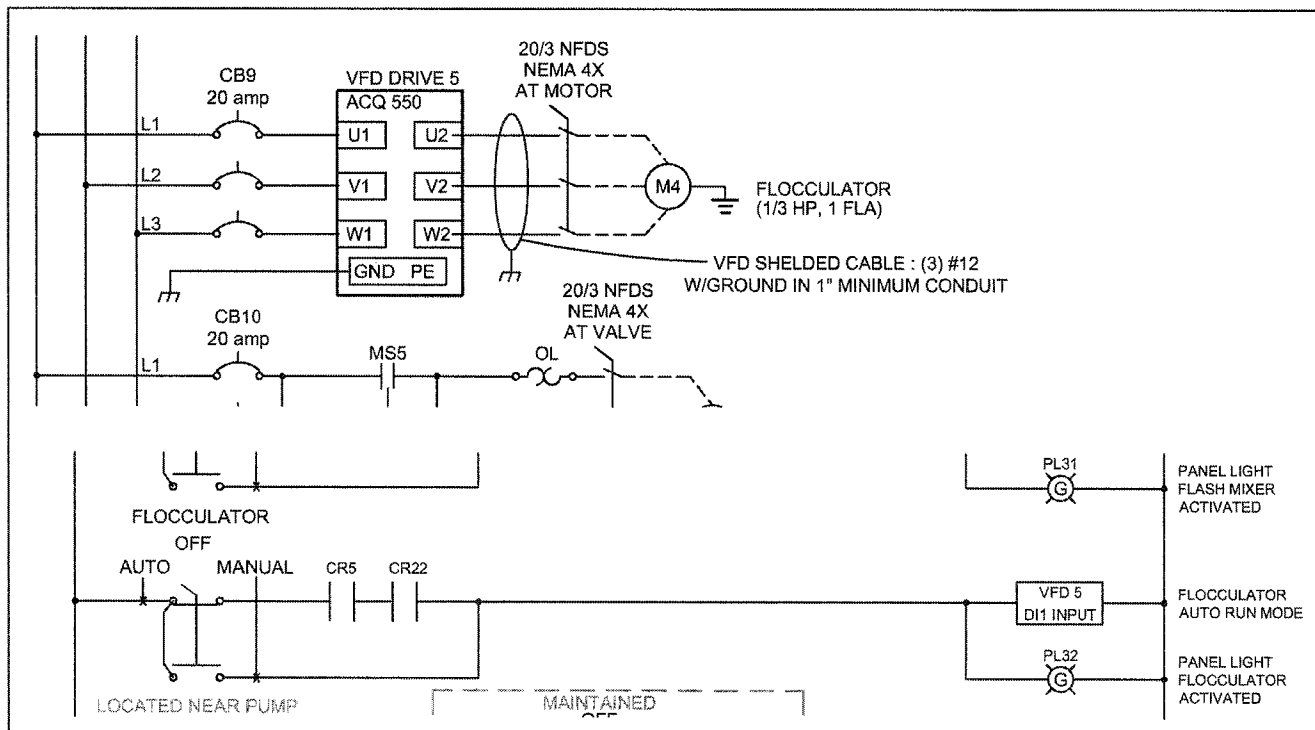 20/3 NFDS
NEMA 4X
AT MOTOR
CB9
20 amp
VFD DRIVE 5
ACQ 550
L1
U1
U2
L2
V1
V2
M4
FLOCCULATOR
(1/3 HP, 1 FLA)
L3
W1
W2
GND PE
VFD SHELDED CABLE : (3) #12
W/GROUND IN 1" MINIMUM CONDUIT
20/3 NFDS
NEMA 4X
AT VALVE
CB10
20 amp
L1
MS5
OL
PL31
G
PANEL LIGHT
FLASH MIXER
ACTIVATED
FLOCCULATOR
OFF
AUTO
MANUAL
CR5
CR22
VFD 5
DI1 INPUT
FLOCCULATOR
AUTO RUN MODE
PL32
G
PANEL LIGHT
FLOCCULATOR
ACTIVATED
LOCATED NEAR PUMP
MAINTAINED
OFF